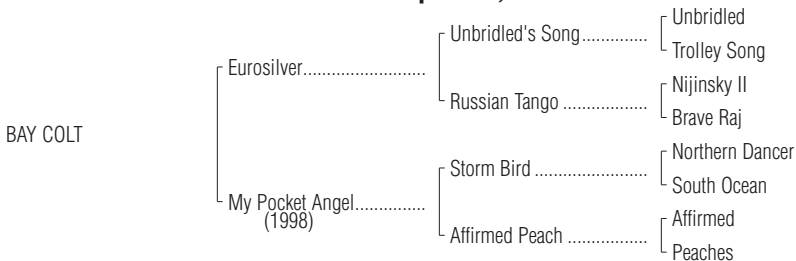 Unbridled
Unbridled's Song..............
Trolley Song
Eurosilver..........................
Nijinsky II
Russian Tango ..................
Brave Raj
BAY COLT
Northern Dancer
Storm Bird ........................
South Ocean
My Pocket Angel...............
(1998)
Affirmed
Affirmed Peach .................
Peaches